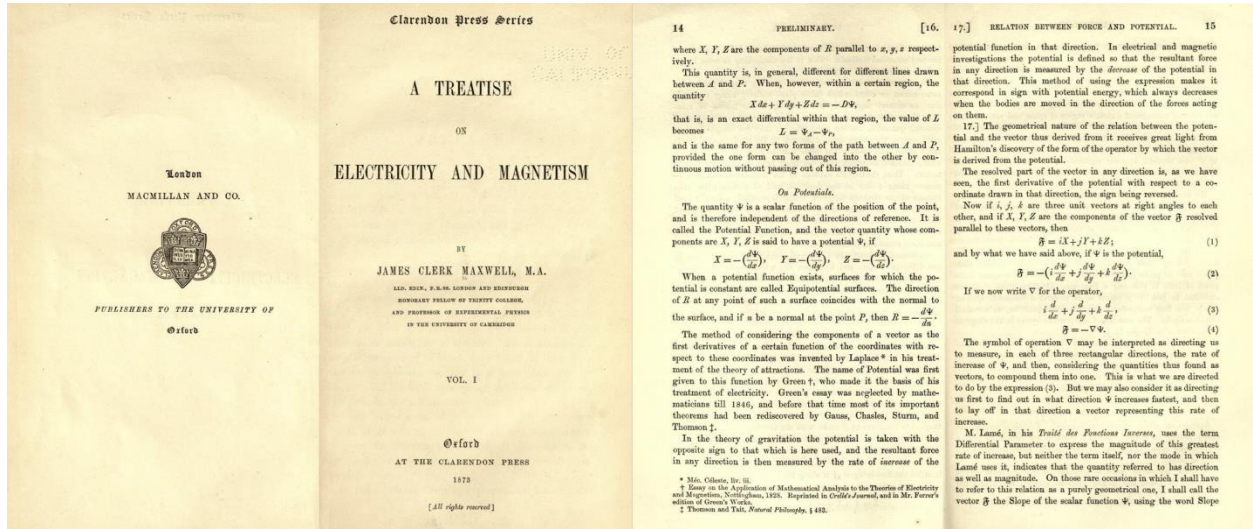 London
MACMILLAN AND CO.
PUBLISHERS TO THE UNIVERSITY OF
Oxford
Clarendon Press Series
A TREATISE
ON
ELECTRICITY AND MAGNETISM
BY
JAMES CLERK MAXWELL, M.A.
LLD. EDIN., F.R.SS. LONDON AND EDINBURGH
HONORARY FELLOW OF TRINITY COLLEGE,
AND PROFESSOR OF EXPERIMENTAL PHYSICS
IN THE UNIVERSITY OF CAMBRIDGE
VOL. I
Oxford
AT THE CLARENDON PRESS
1873
[All rights reserved]
14 PRELIMINARY. [16.
where X, Y, Z are the components of R parallel to x, y, z respect-
ively.
This quantity is, in general, different for different lines drawn
between A and P. When, however, within a certain region, the
quantity
X dx + Y dy + Z dz = − DΨ,
that is, is an exact differential within that region, the value of L
becomes L = Ψ_A − Ψ_P,
and is the same for any two forms of the path between A and P,
provided the one form can be changed into the other by con-
tinuous motion without passing out of this region.
On Potentials.
The quantity Ψ is a scalar function of the position of the point,
and is therefore independent of the directions of reference. It is
called the Potential Function, and the vector quantity whose com-
ponents are X, Y, Z is said to have a potential Ψ, if
X = −(dΨ/dx), Y = −(dΨ/dy), Z = −(dΨ/dz).
When a potential function exists, surfaces for which the po-
tential is constant are called Equipotential surfaces. The direction
of R at any point of such a surface coincides with the normal to
the surface, and if n be a normal at the point P, then R = − dΨ/dn.
The method of considering the components of a vector as the
first derivatives of a certain function of the coordinates with re-
spect to these coordinates was invented by Laplace * in his treat-
ment of the theory of attractions. The name of Potential was first
given to this function by Green †, who made it the basis of his
treatment of electricity. Green's essay was neglected by mathe-
maticians till 1846, and before that time most of its important
theorems had been rediscovered by Gauss, Chasles, Sturm, and
Thomson ‡.
In the theory of gravitation the potential is taken with the
opposite sign to that which is here used, and the resultant force
in any direction is then measured by the rate of increase of the
* Méc. Céleste, liv. iii.
† Essay on the Application of Mathematical Analysis to the Theories of Electricity
and Magnetism, Nottingham, 1828. Reprinted in Crelle's Journal, and in Mr. Ferrer's
edition of Green's Works.
‡ Thomson and Tait, Natural Philosophy, § 483.
17.] RELATION BETWEEN FORCE AND POTENTIAL. 15
potential function in that direction. In electrical and magnetic
investigations the potential is defined so that the resultant force
in any direction is measured by the decrease of the potential in
that direction. This method of using the expression makes it
correspond in sign with potential energy, which always decreases
when the bodies are moved in the direction of the forces acting
on them.
17.] The geometrical nature of the relation between the poten-
tial and the vector thus derived from it receives great light from
Hamilton's discovery of the form of the operator by which the vector
is derived from the potential.
The resolved part of the vector in any direction is, as we have
seen, the first derivative of the potential with respect to a co-
ordinate drawn in that direction, the sign being reversed.
Now if i, j, k are three unit vectors at right angles to each
other, and if X, Y, Z are the components of the vector 𝔉 resolved
parallel to these vectors, then
𝔉 = iX + jY + kZ; (1)
and by what we have said above, if Ψ is the potential,
𝔉 = −(i dΨ/dx + j dΨ/dy + k dΨ/dz). (2)
If we now write ∇ for the operator,
i d/dx + j d/dy + k d/dz, (3)
𝔉 = − ∇ Ψ. (4)
The symbol of operation ∇ may be interpreted as directing us
to measure, in each of three rectangular directions, the rate of
increase of Ψ, and then, considering the quantities thus found as
vectors, to compound them into one. This is what we are directed
to do by the expression (3). But we may also consider it as directing
us first to find out in what direction Ψ increases fastest, and then
to lay off in that direction a vector representing this rate of
increase.
M. Lamé, in his Traité des Fonctions Inverses, uses the term
Differential Parameter to express the magnitude of this greatest
rate of increase, but neither the term itself, nor the mode in which
Lamé uses it, indicates that the quantity referred to has direction
as well as magnitude. On those rare occasions in which I shall have
to refer to this relation as a purely geometrical one, I shall call the
vector 𝔉 the Slope of the scalar function Ψ, using the word Slope